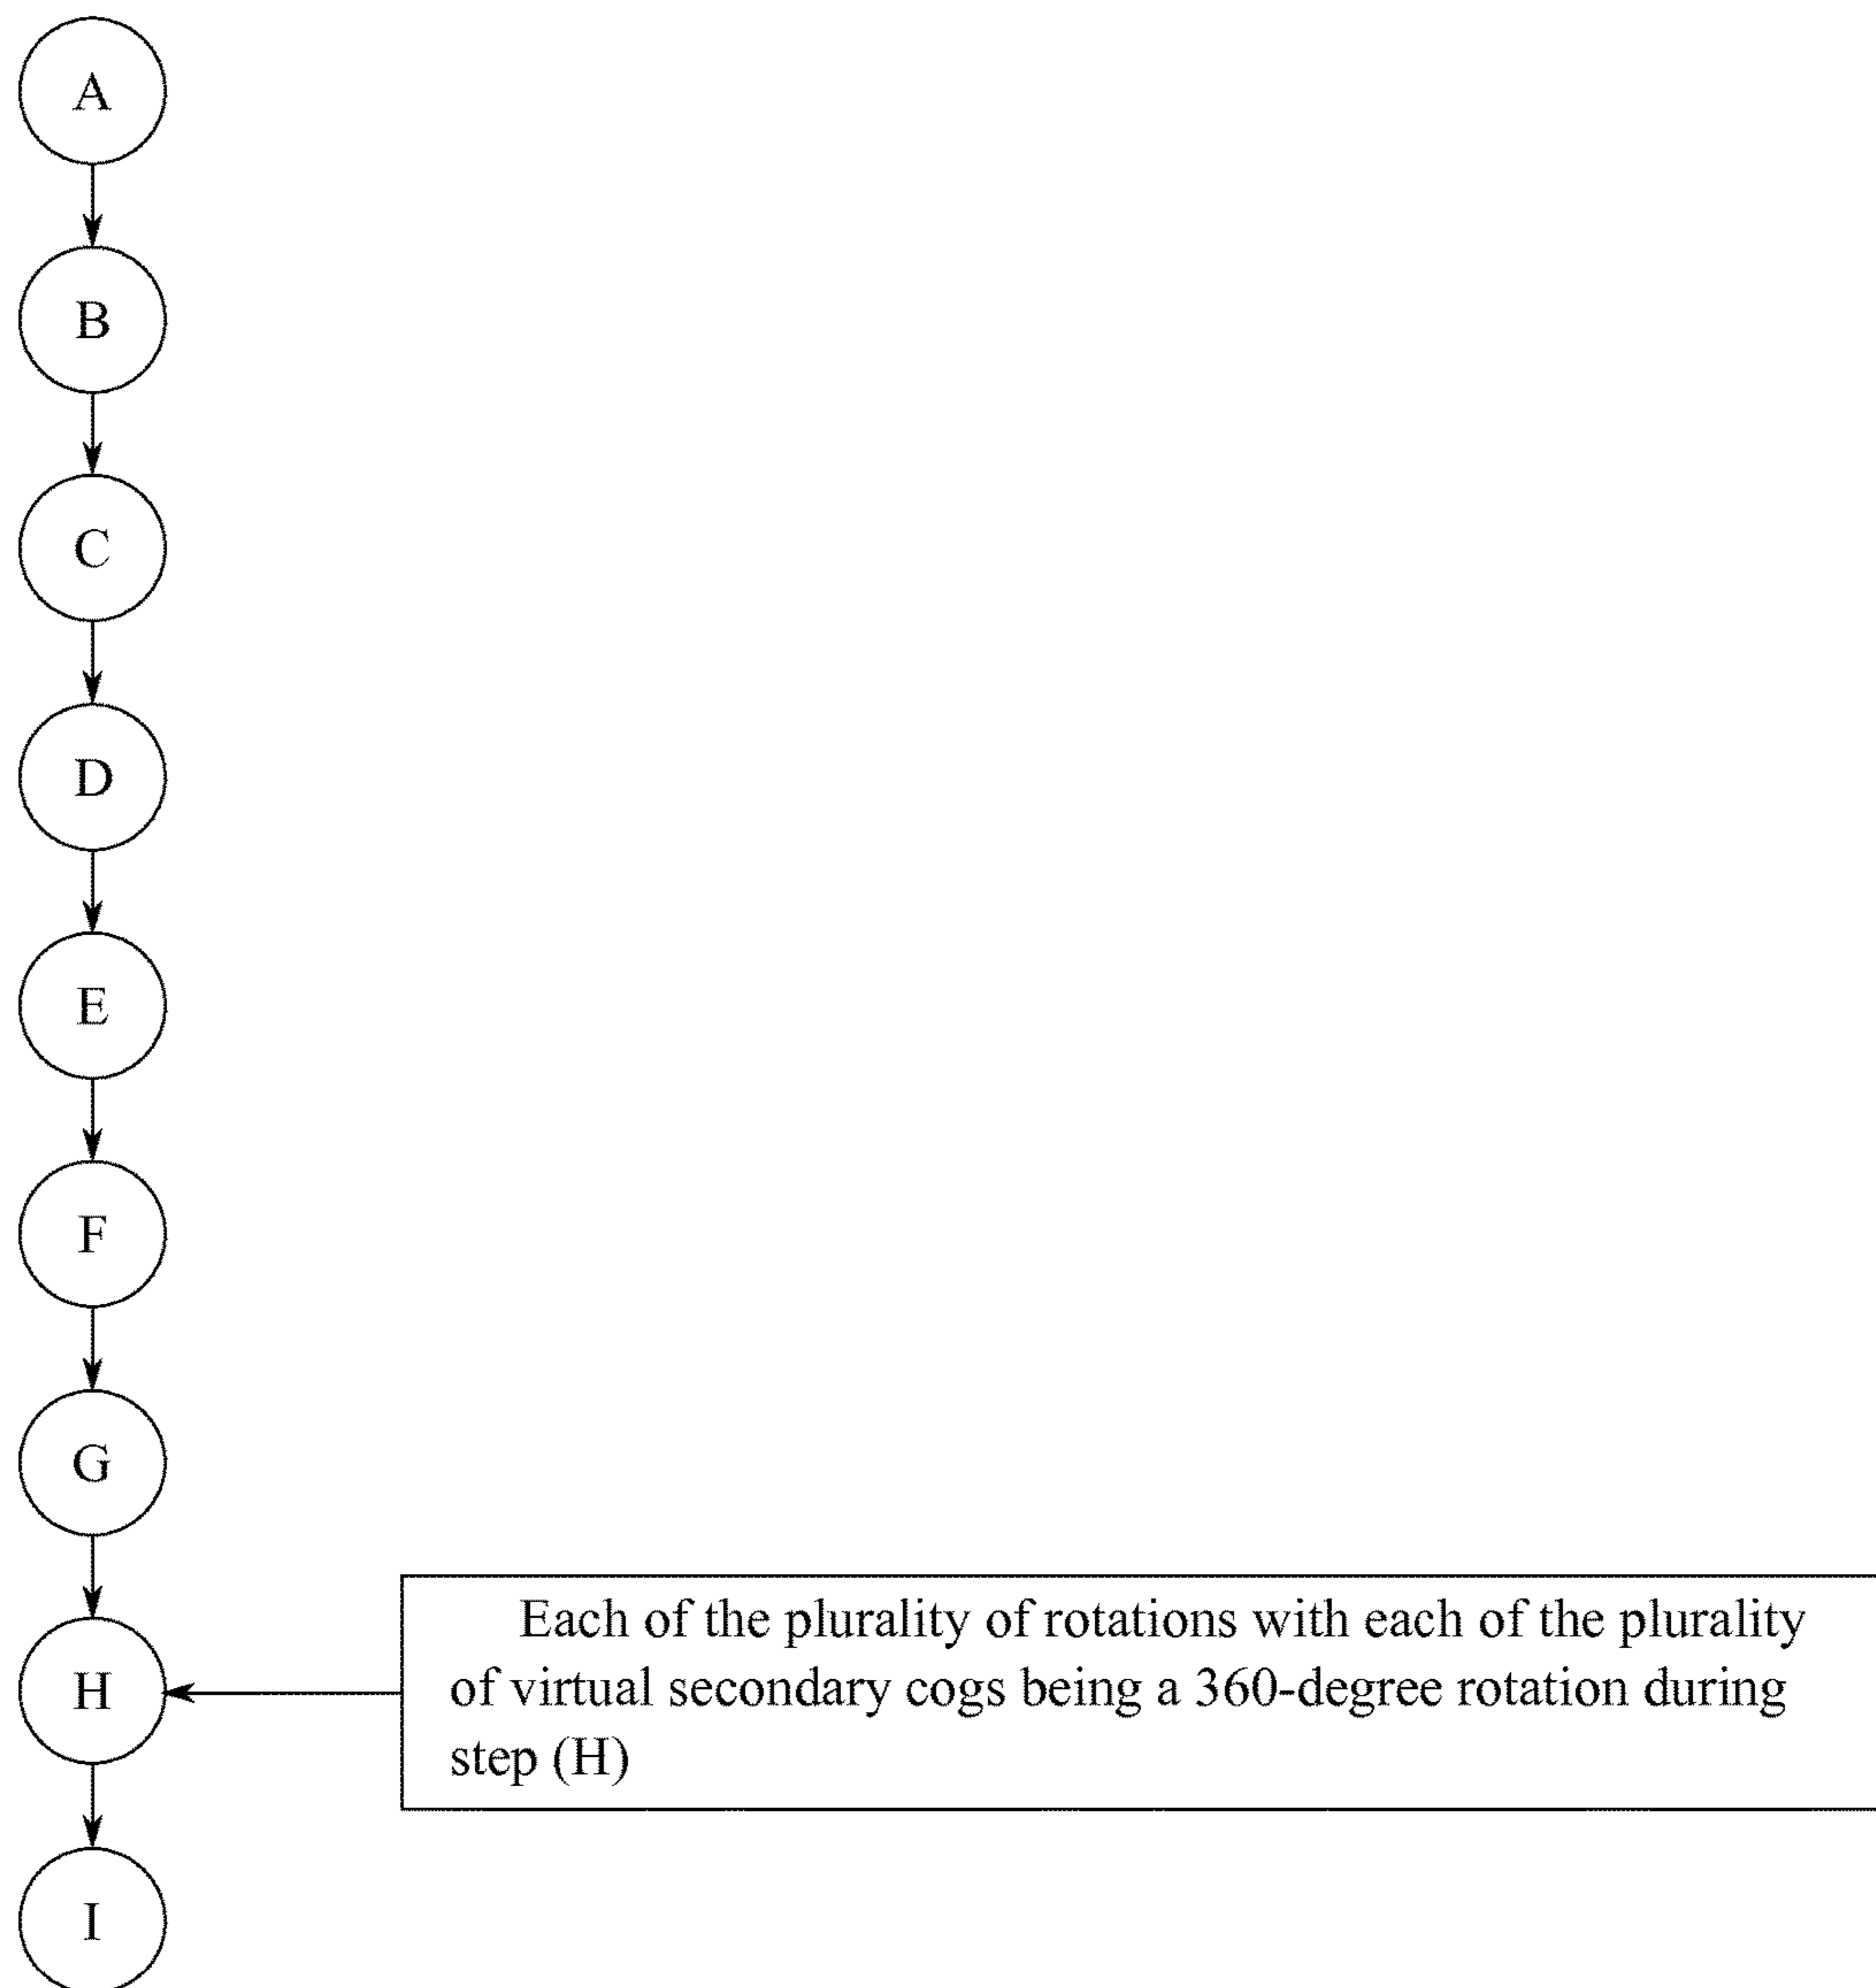 A
B
C
D
E
F
G
H
Each of the plurality of rotations with each of the plurality
of virtual secondary cogs being a 360-degree rotation during
step (H)
I